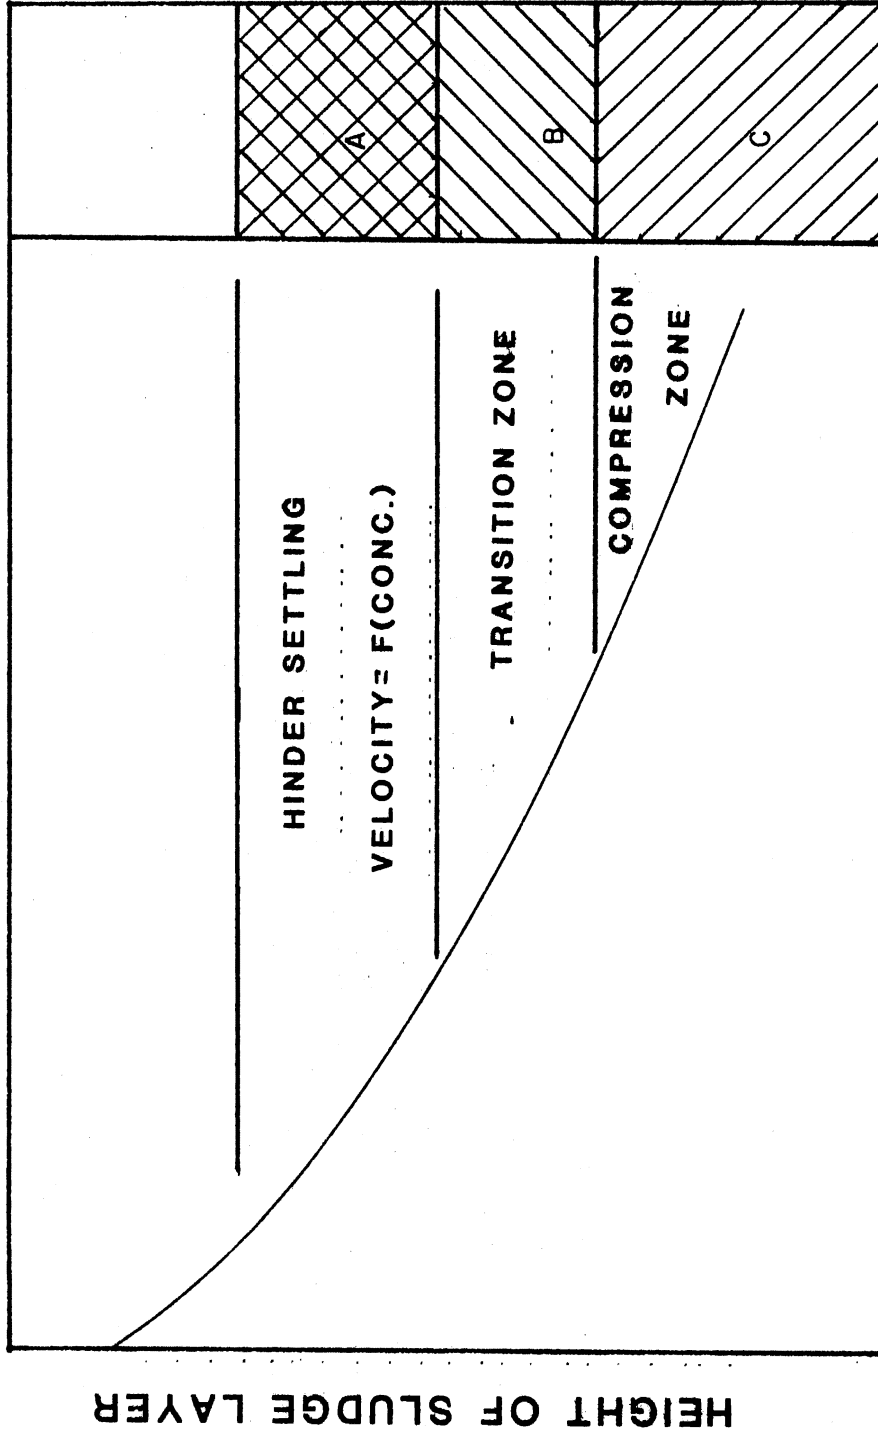 HINDER SETTLING
VELOCITY= F(CONC.)
TRANSITION ZONE
COMPRESSION
ZONE
A
B
C
HEIGHT OF SLUDGE LAYER